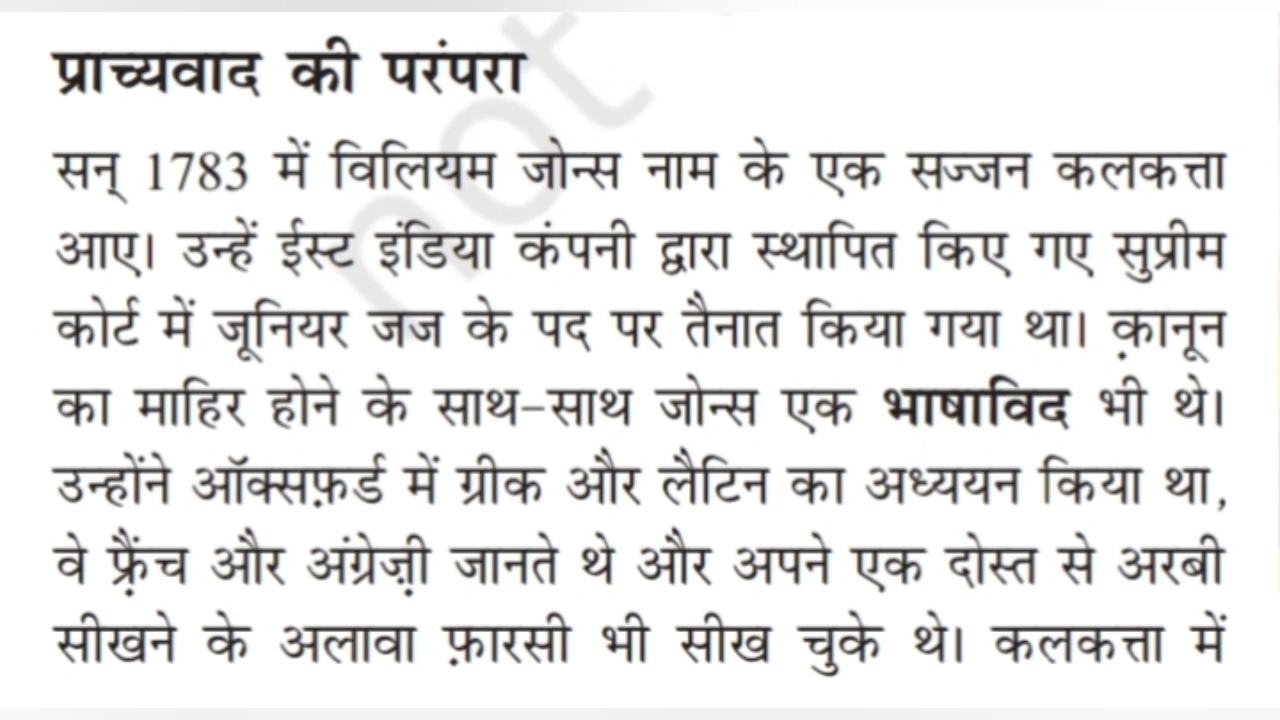 प्राच्यवाद की परंपरा
सन् 1783 में विलियम जोन्स नाम के एक सज्जन कलकत्ता
आए। उन्हें ईस्ट इंडिया कंपनी द्वारा स्थापित किए गए सुप्रीम
कोर्ट में जूनियर जज के पद पर तैनात किया गया था। क़ानून
का माहिर होने के साथ-साथ जोन्स एक भाषाविद भी थे।
उन्होंने ऑक्सफ़र्ड में ग्रीक और लैटिन का अध्ययन किया था,
वे फ़्रैंच और अंग्रेज़ी जानते थे और अपने एक दोस्त से अरबी
सीखने के अलावा फ़ारसी भी सीख चुके थे। कलकत्ता में
not